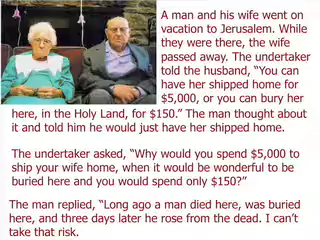 A man and his wife went on
vacation to Jerusalem. While
they were there, the wife
passed away. The undertaker
told the husband, “You can
have her shipped home for
$5,000, or you can bury her
here, in the Holy Land, for $150.” The man thought about
it and told him he would just have her shipped home.
The undertaker asked, “Why would you spend $5,000 to
ship your wife home, when it would be wonderful to be
buried here and you would spend only $150?”
The man replied, “Long ago a man died here, was buried
here, and three days later he rose from the dead. I can’t
take that risk.